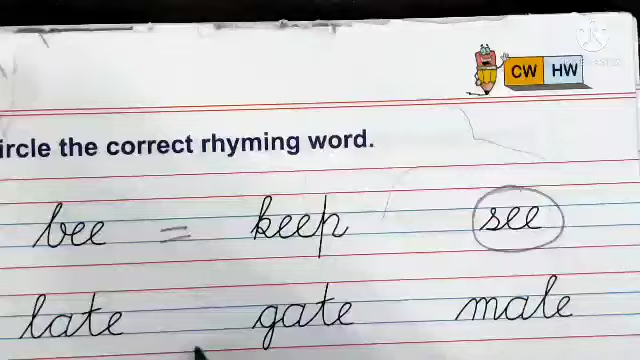 CW HW
ircle the correct rhyming word.
bee = keep see
late gate male